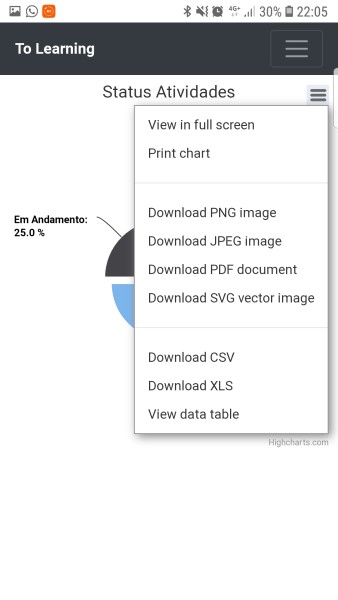 4G+
30%
22:05
To Learning
Status Atividades
View in full screen
Print chart
Em Andamento:
25.0 %
Download PNG image
Download JPEG image
Download PDF document
Download SVG vector image
Download CSV
Download XLS
View data table
Highcharts.com